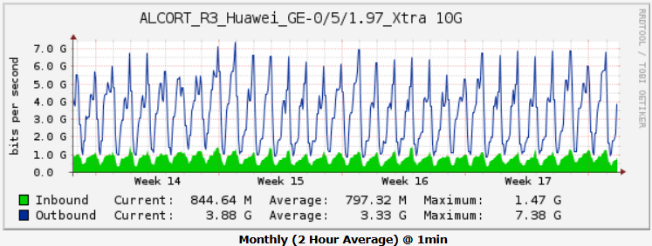 ALCORT_R3_Huawei_GE-0/5/1.97_Xtra 10G
RRDTOOL / TOBI OETIKER
bits per second
7.0 G
6.0 G
5.0 G
4.0 G
3.0 G
2.0 G
1.0 G
0.0
Week 14 Week 15 Week 16 Week 17
Inbound Current: 844.64 M Average: 797.32 M Maximum: 1.47 G
Outbound Current: 3.88 G Average: 3.33 G Maximum: 7.38 G
Monthly (2 Hour Average) @ 1min